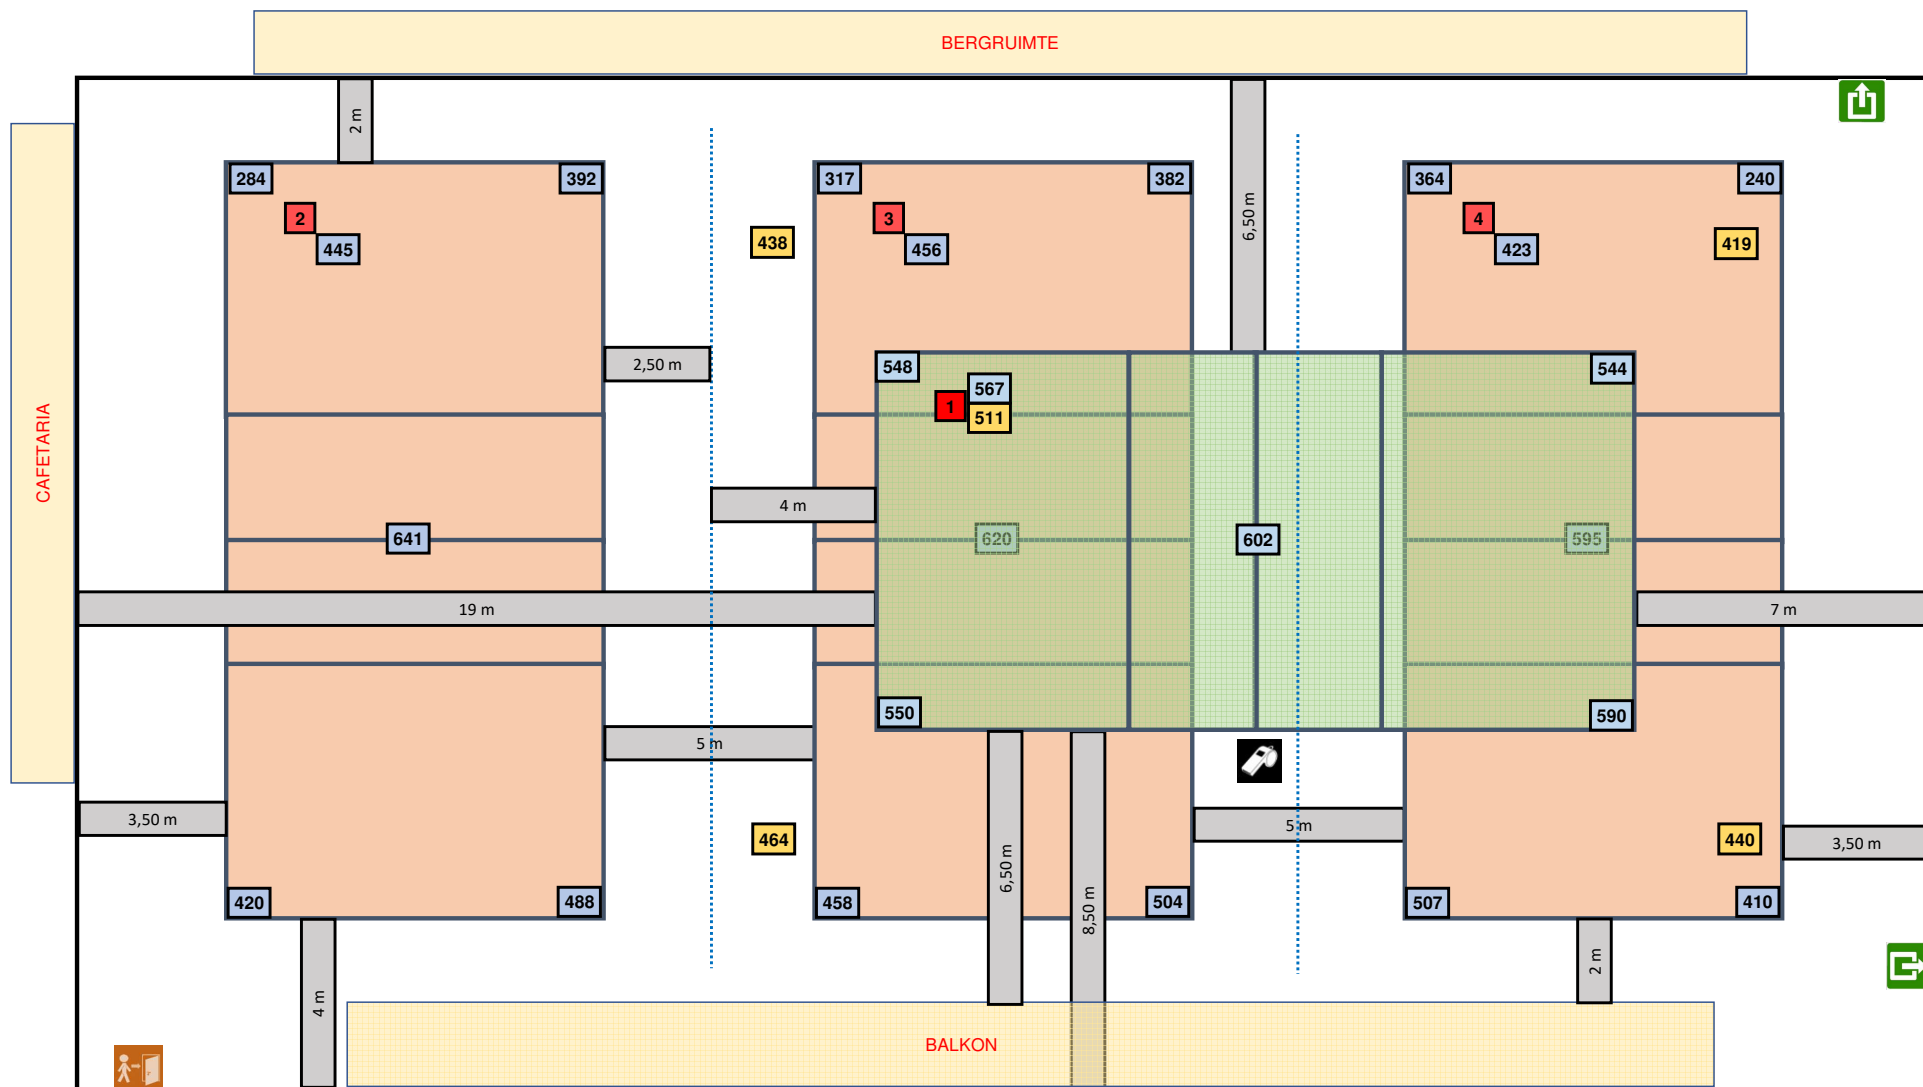 BERGRUIMTE
2 m
6,50 m
284
392
317
382
364
240
2
445
438
3
456
4
423
419
2,50 m
548
544
567
1
511
CAFETARIA
4 m
641
620
602
595
19 m
7 m
550
590
5 m
3,50 m
464
5 m
440
3,50 m
6,50 m
8,50 m
420
488
458
504
507
410
4 m
2 m
BALKON